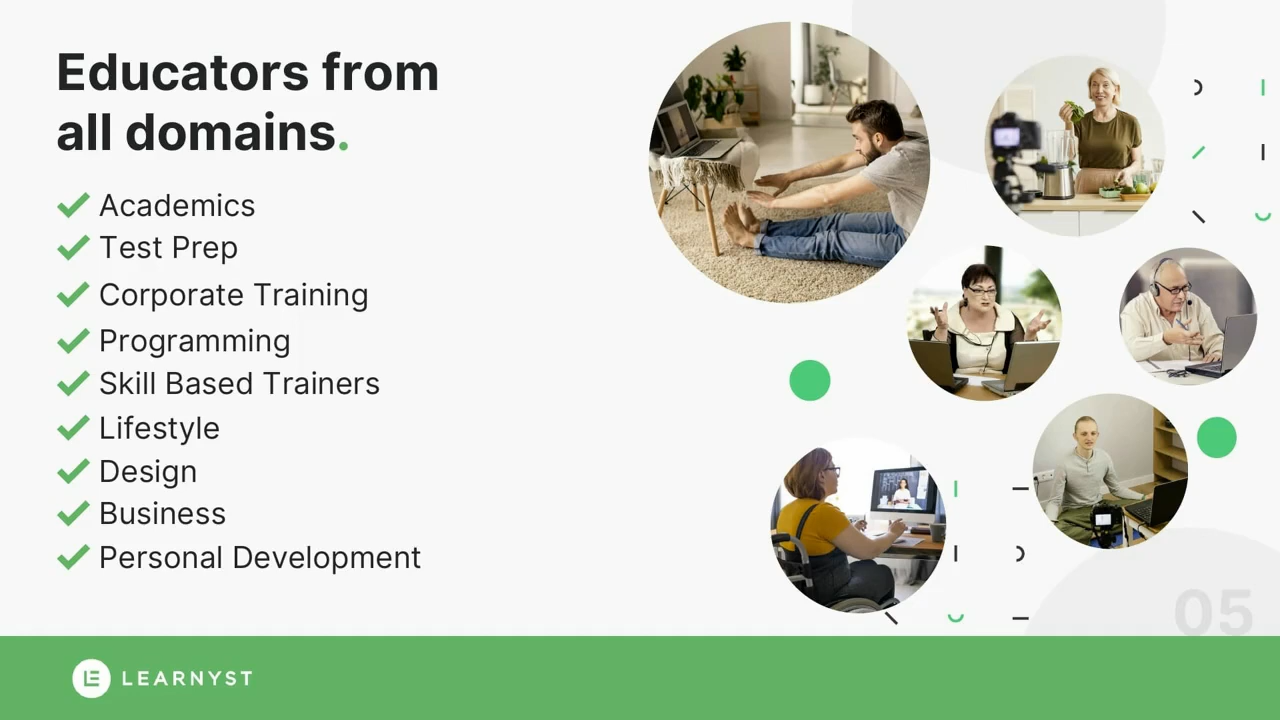 Educators from
all domains.
Academics
Test Prep
Corporate Training
Programming
Skill Based Trainers
Lifestyle
Design
Business
Personal Development
05
LEARNYST